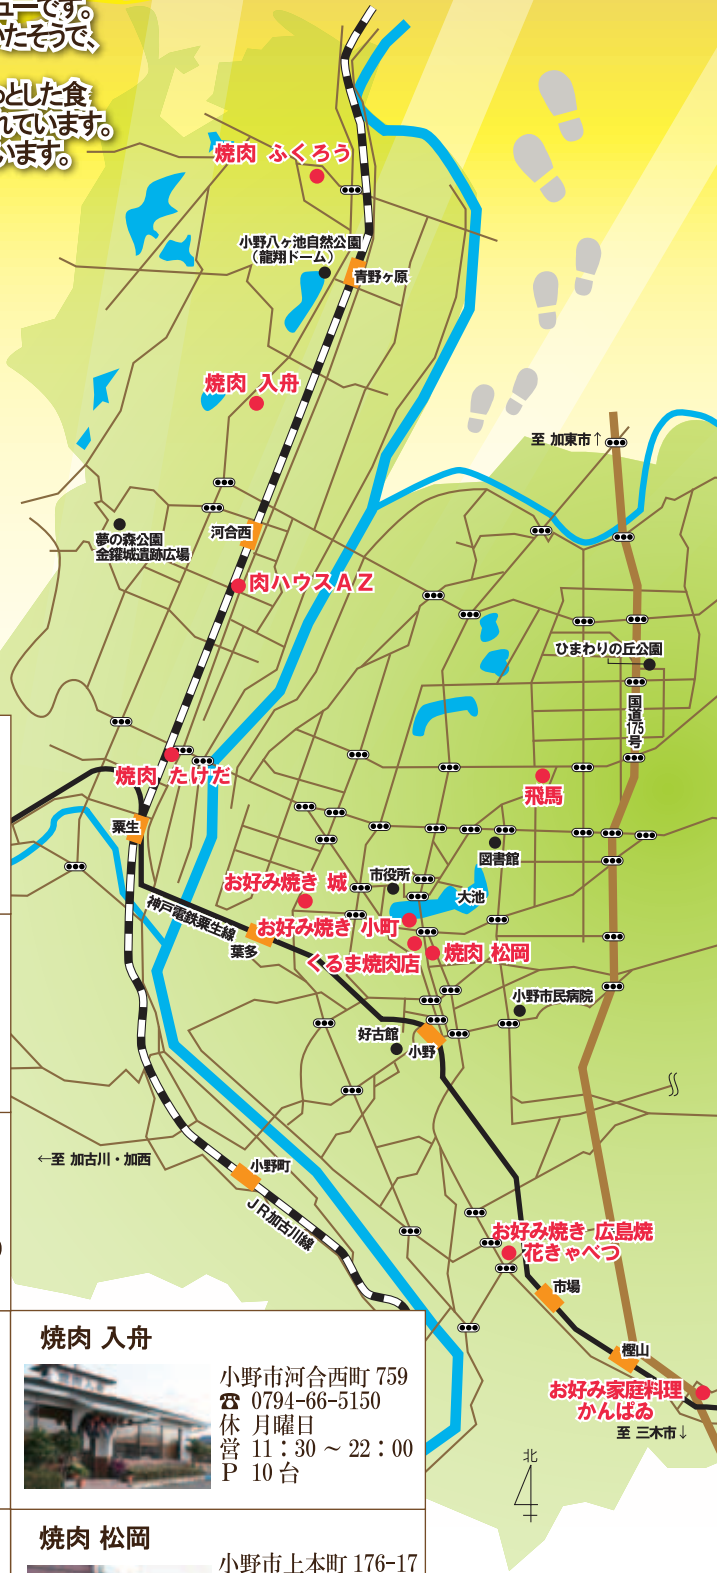 ューです。
いたそうで、
っとした食
れています。
います。
焼肉 ふくろう
小野八ヶ池自然公園
（龍翔ドーム）
青野ヶ原
焼肉 入舟
至 加東市↑
河合西
夢の森公園
金鑵城遺跡広場
肉ハウスＡＺ
ひまわりの丘公園
国道175号
焼肉 たけだ
飛馬
粟生
図書館
市役所
お好み焼き 城
大池
神戸電鉄粟生線
お好み焼き 小町
葉多
焼肉 松岡
くるま焼肉店
小野市民病院
好古館
小野
←至 加古川・加西
小野町
ＪＲ加古川線
お好み焼き 広島焼
花きゃべつ
市場
樫山
お好み家庭料理
かんぱゐ
至 三木市↓
北
焼肉 入舟
小野市河合西町 759
☎ 0794-66-5150
休 月曜日
営 11：30 ～ 22：00
Ｐ 10 台
焼肉 松岡
小野市上本町 176-17